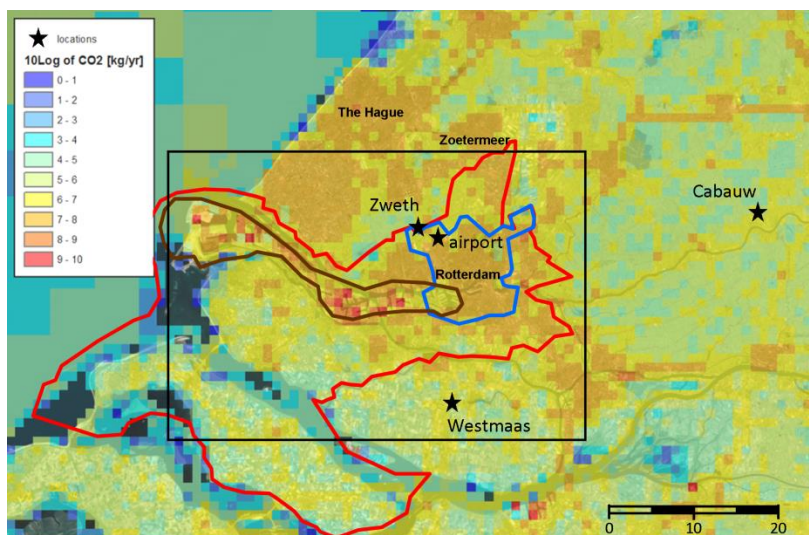 locations
10Log of CO2 [kg/yr]
0 - 1
1 - 2
2 - 3
3 - 4
4 - 5
5 - 6
6 - 7
7 - 8
8 - 9
9 - 10
The Hague
Zoetermeer
Zweth
airport
Cabauw
Rotterdam
Westmaas
0 10 20